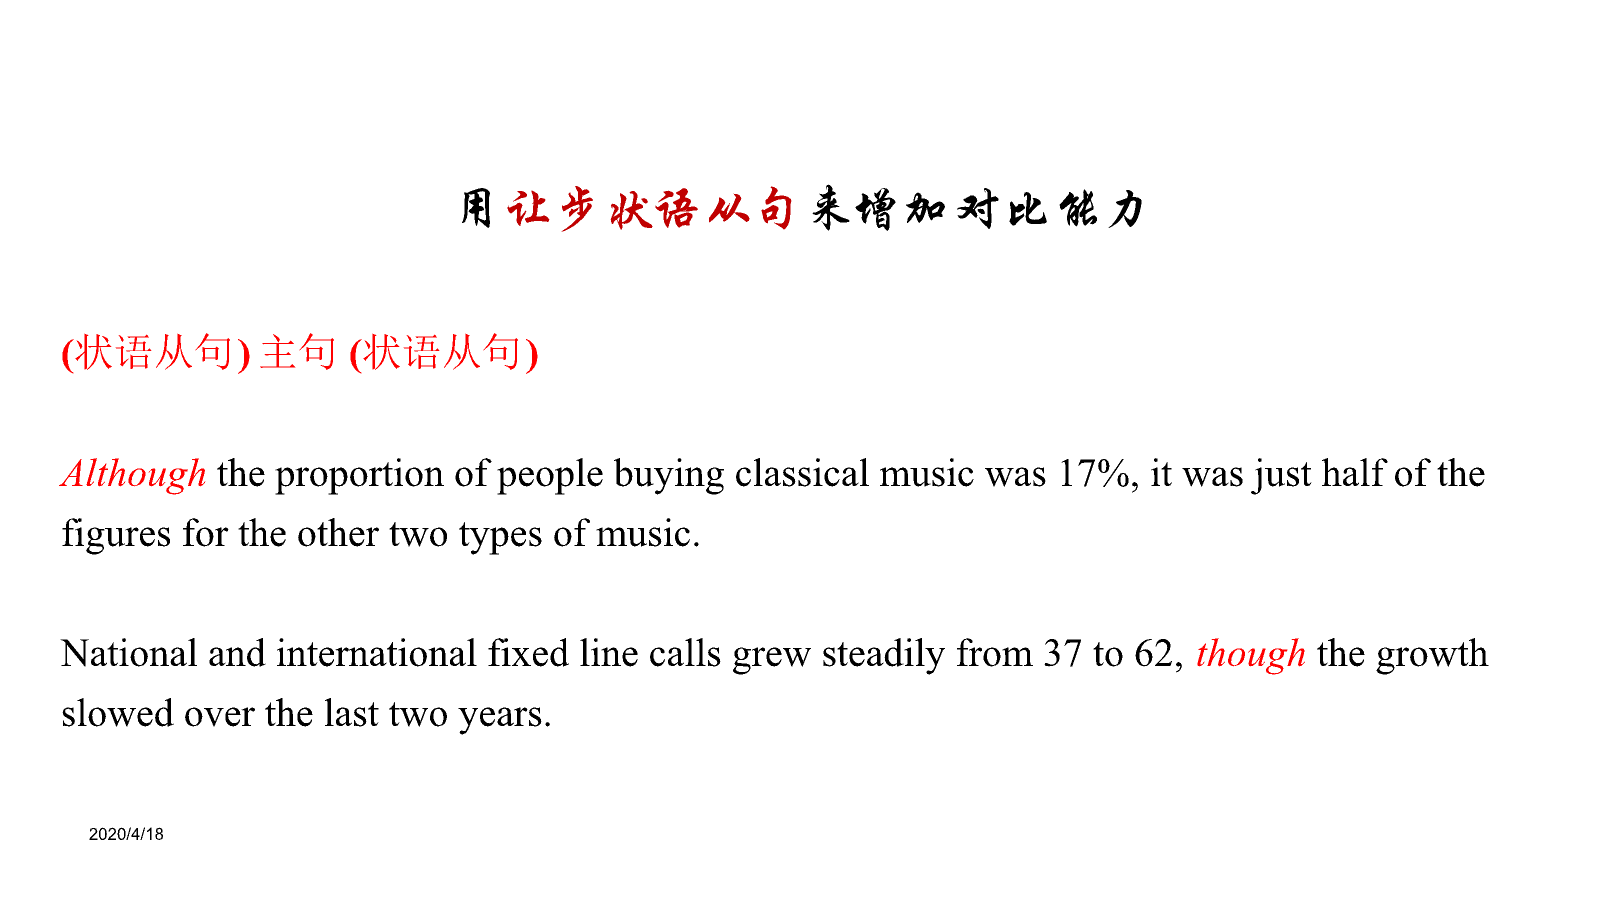 用让步状语从句来增加对比能力
(状语从句) 主句 (状语从句)
Although the proportion of people buying classical music was 17%, it was just half of the
figures for the other two types of music.
National and international fixed line calls grew steadily from 37 to 62, though the growth
slowed over the last two years.
2020/4/18